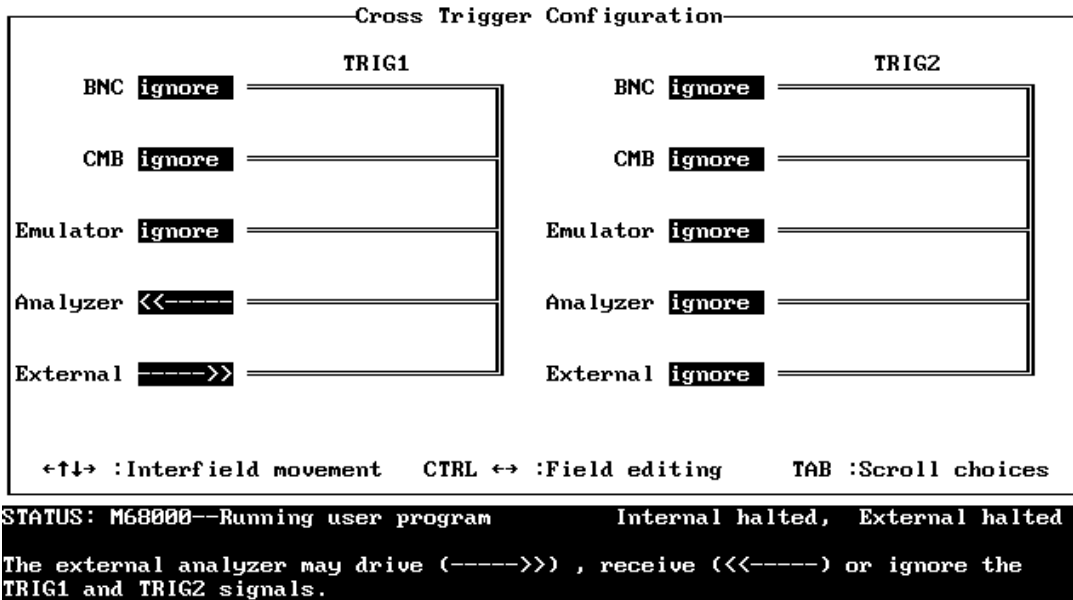 Cross Trigger Configuration
TRIG1 TRIG2
BNC ignore BNC ignore
CMB ignore CMB ignore
Emulator ignore Emulator ignore
Analyzer <<----- Analyzer ignore
External ----->> External ignore
←↑↓→ :Interfield movement CTRL ↔ :Field editing TAB :Scroll choices
STATUS: M68000--Running user program Internal halted, External halted
The external analyzer may drive (----->>) , receive (<<-----) or ignore the
TRIG1 and TRIG2 signals.